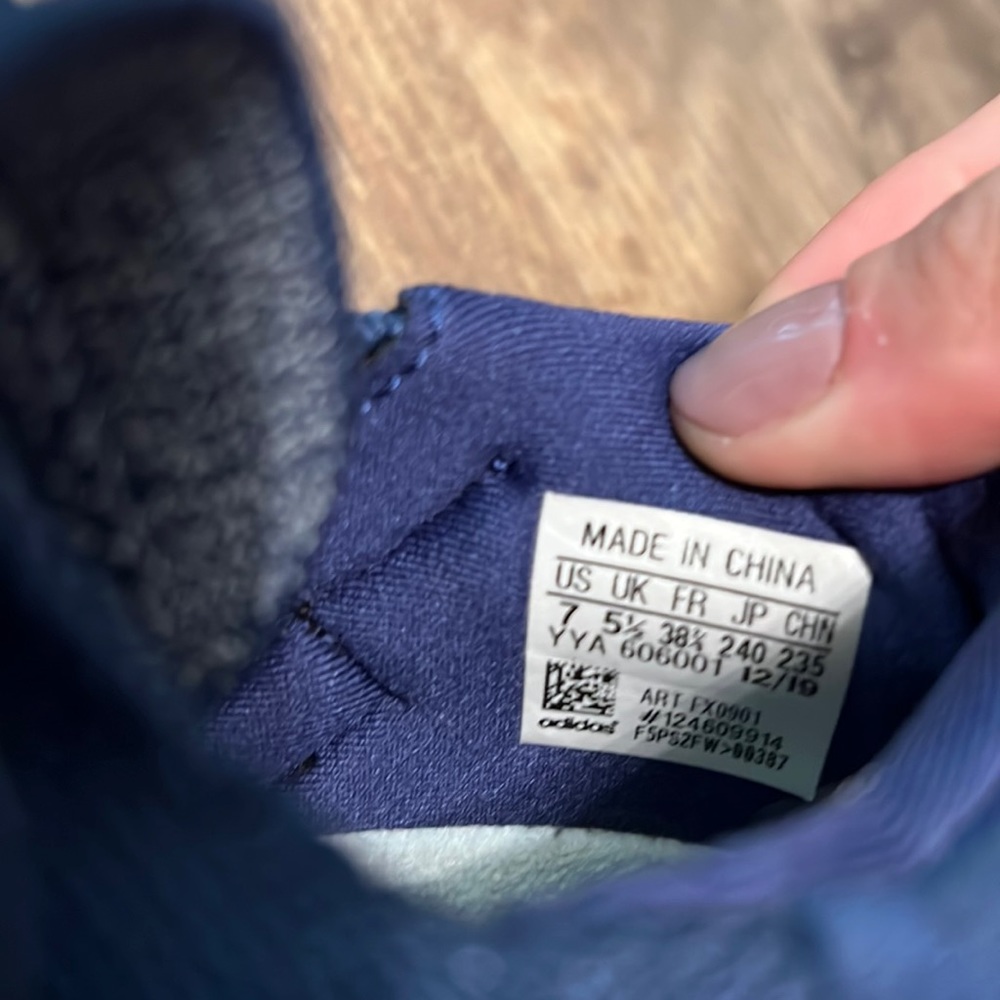 MADE IN CHINA
US UK FR JP CHN
7 5½ 38⅔ 240 235
YYA 606001 12/19
ART FX0901
#124609914
adidas F5PS2FW>00387